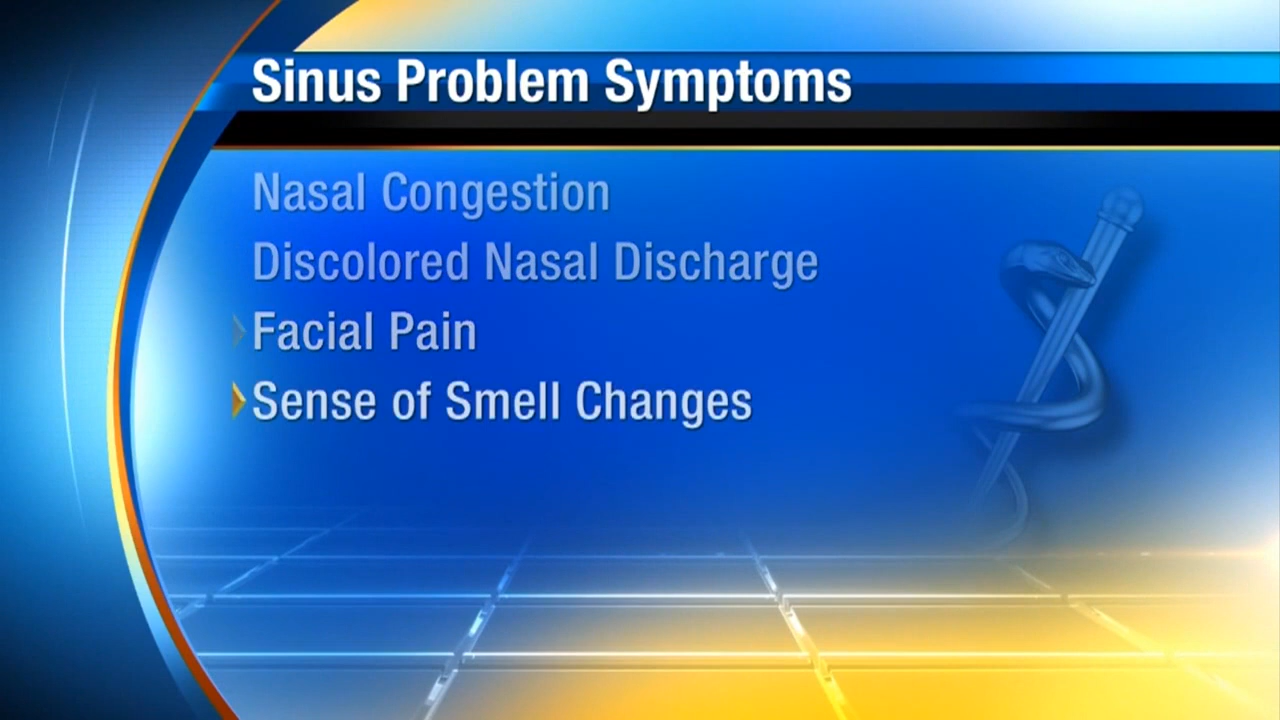 Sinus Problem Symptoms
Nasal Congestion
Discolored Nasal Discharge
Facial Pain
Sense of Smell Changes